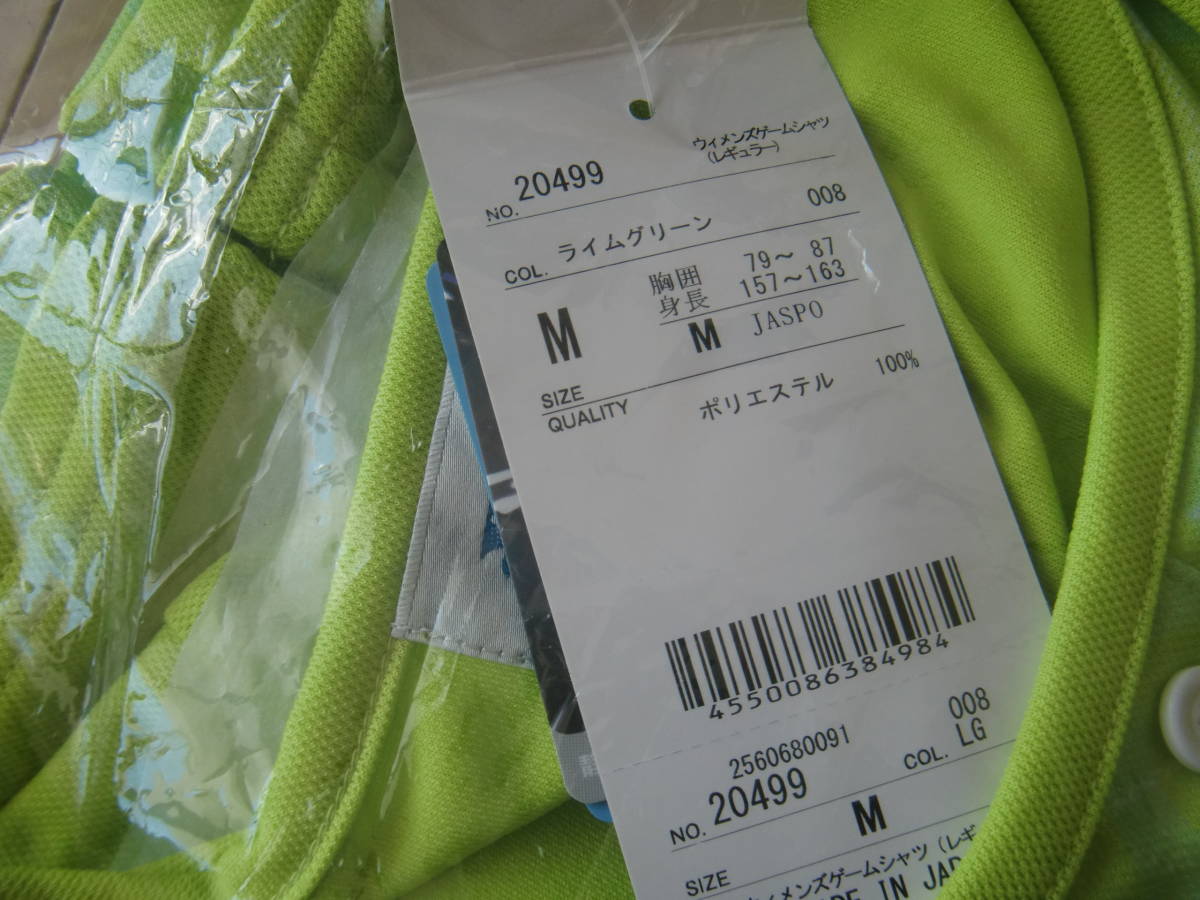 ウィメンズゲームシャツ
(レギュラー)
NO. 20499
COL. ライムグリーン 008
胸囲 79～ 87
身長 157～163
M
M JASPO
SIZE
QUALITY ポリエステル 100%
4550086384984
2560680091 008
NO. 20499 COL. LG
M
SIZE
ウィメンズゲームシャツ (レギ
IN JAP